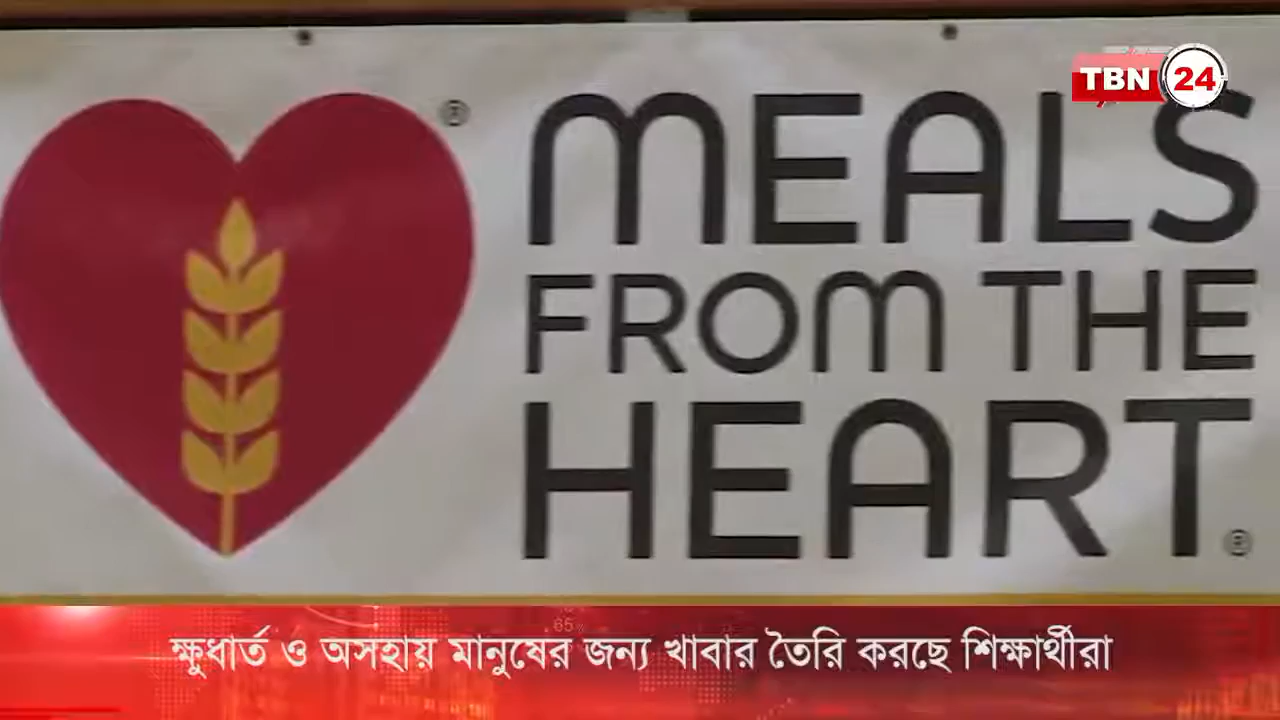 TBN 24
®
MEALS
FROM THE
HEART®
ক্ষুধার্ত ও অসহায় মানুষের জন্য খাবার তৈরি করছে শিক্ষার্থীরা